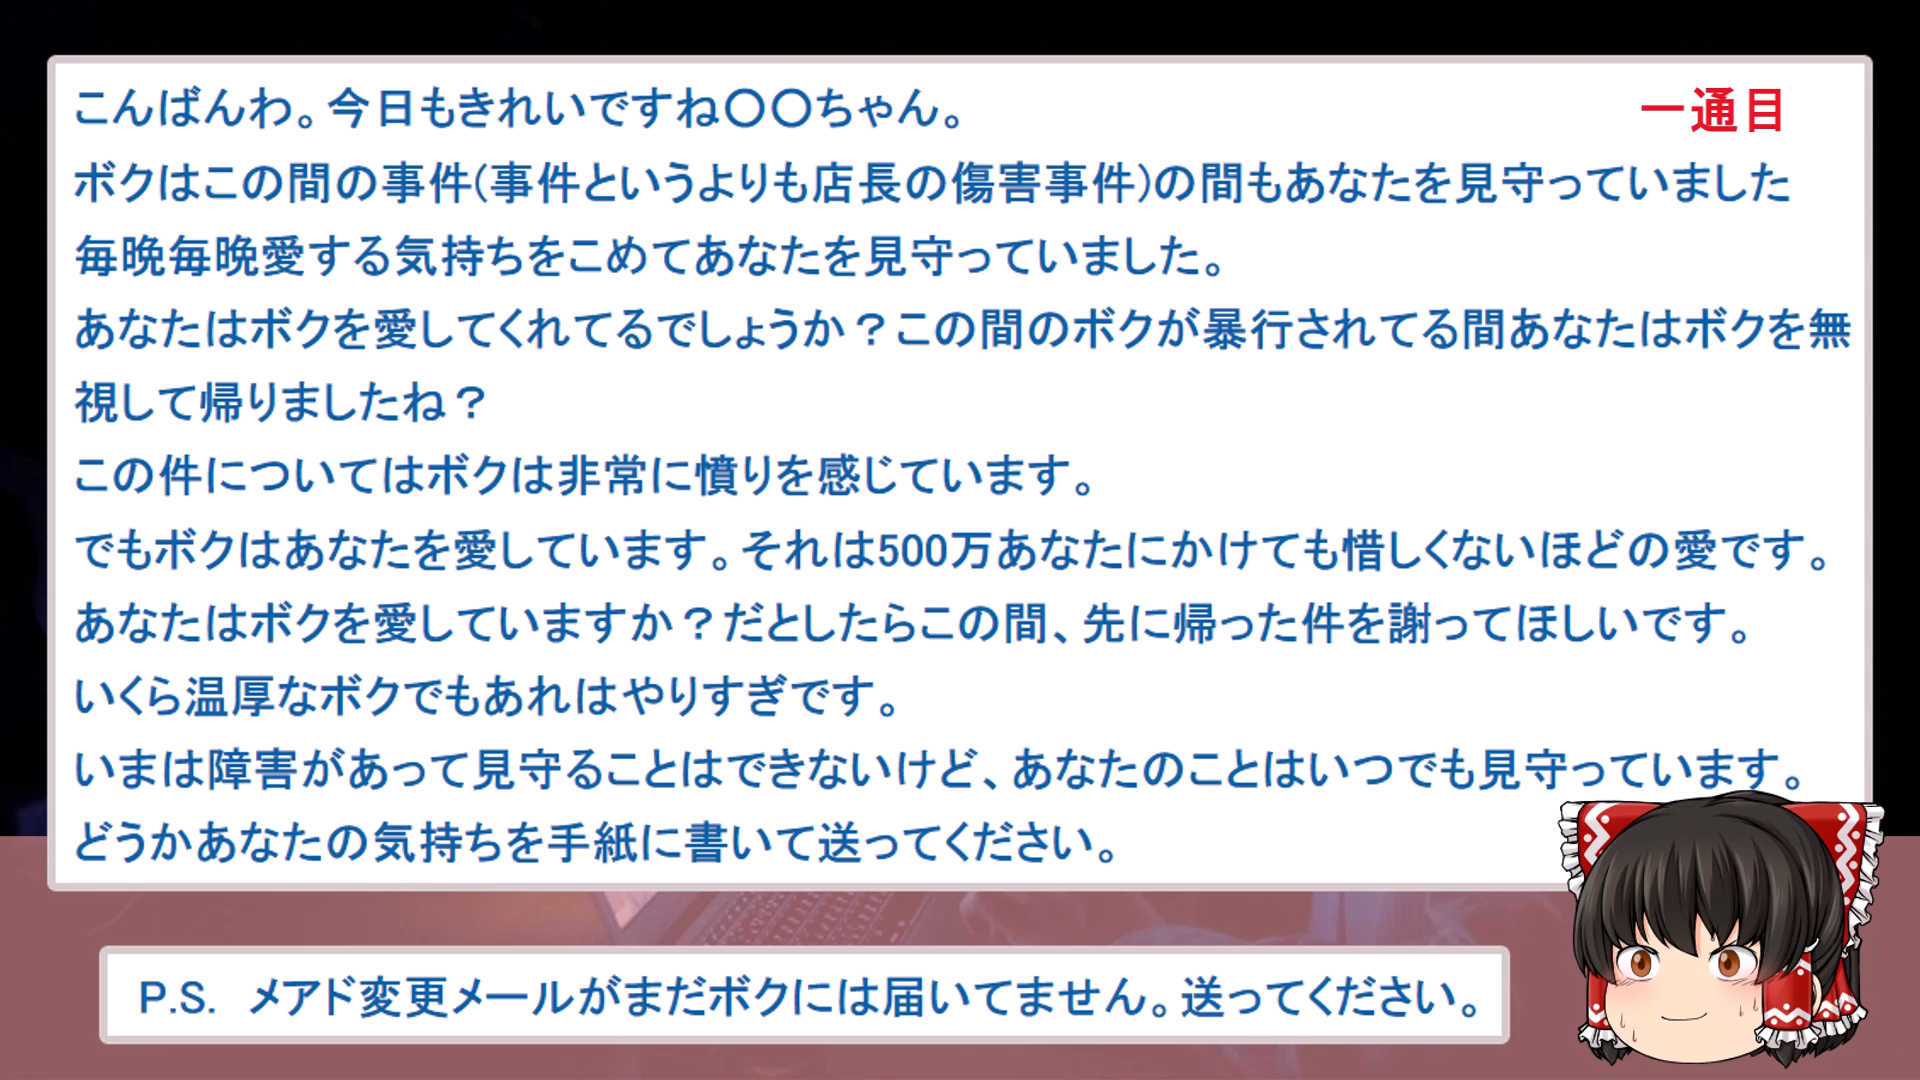 こんばんわ。今日もきれいですね〇〇ちゃん。
一通目
ボクはこの間の事件(事件というよりも店長の傷害事件)の間もあなたを見守っていました
毎晩毎晩愛する気持ちをこめてあなたを見守っていました。
あなたはボクを愛してくれてるでしょうか？この間のボクが暴行されてる間あなたはボクを無
視して帰りましたね？
この件についてはボクは非常に憤りを感じています。
でもボクはあなたを愛しています。それは500万あなたにかけても惜しくないほどの愛です。
あなたはボクを愛していますか？だとしたらこの間、先に帰った件を謝ってほしいです。
いくら温厚なボクでもあれはやりすぎです。
いまは障害があって見守ることはできないけど、あなたのことはいつでも見守っています。
どうかあなたの気持ちを手紙に書いて送ってください。
P.S.　メアド変更メールがまだボクには届いてません。送ってください。